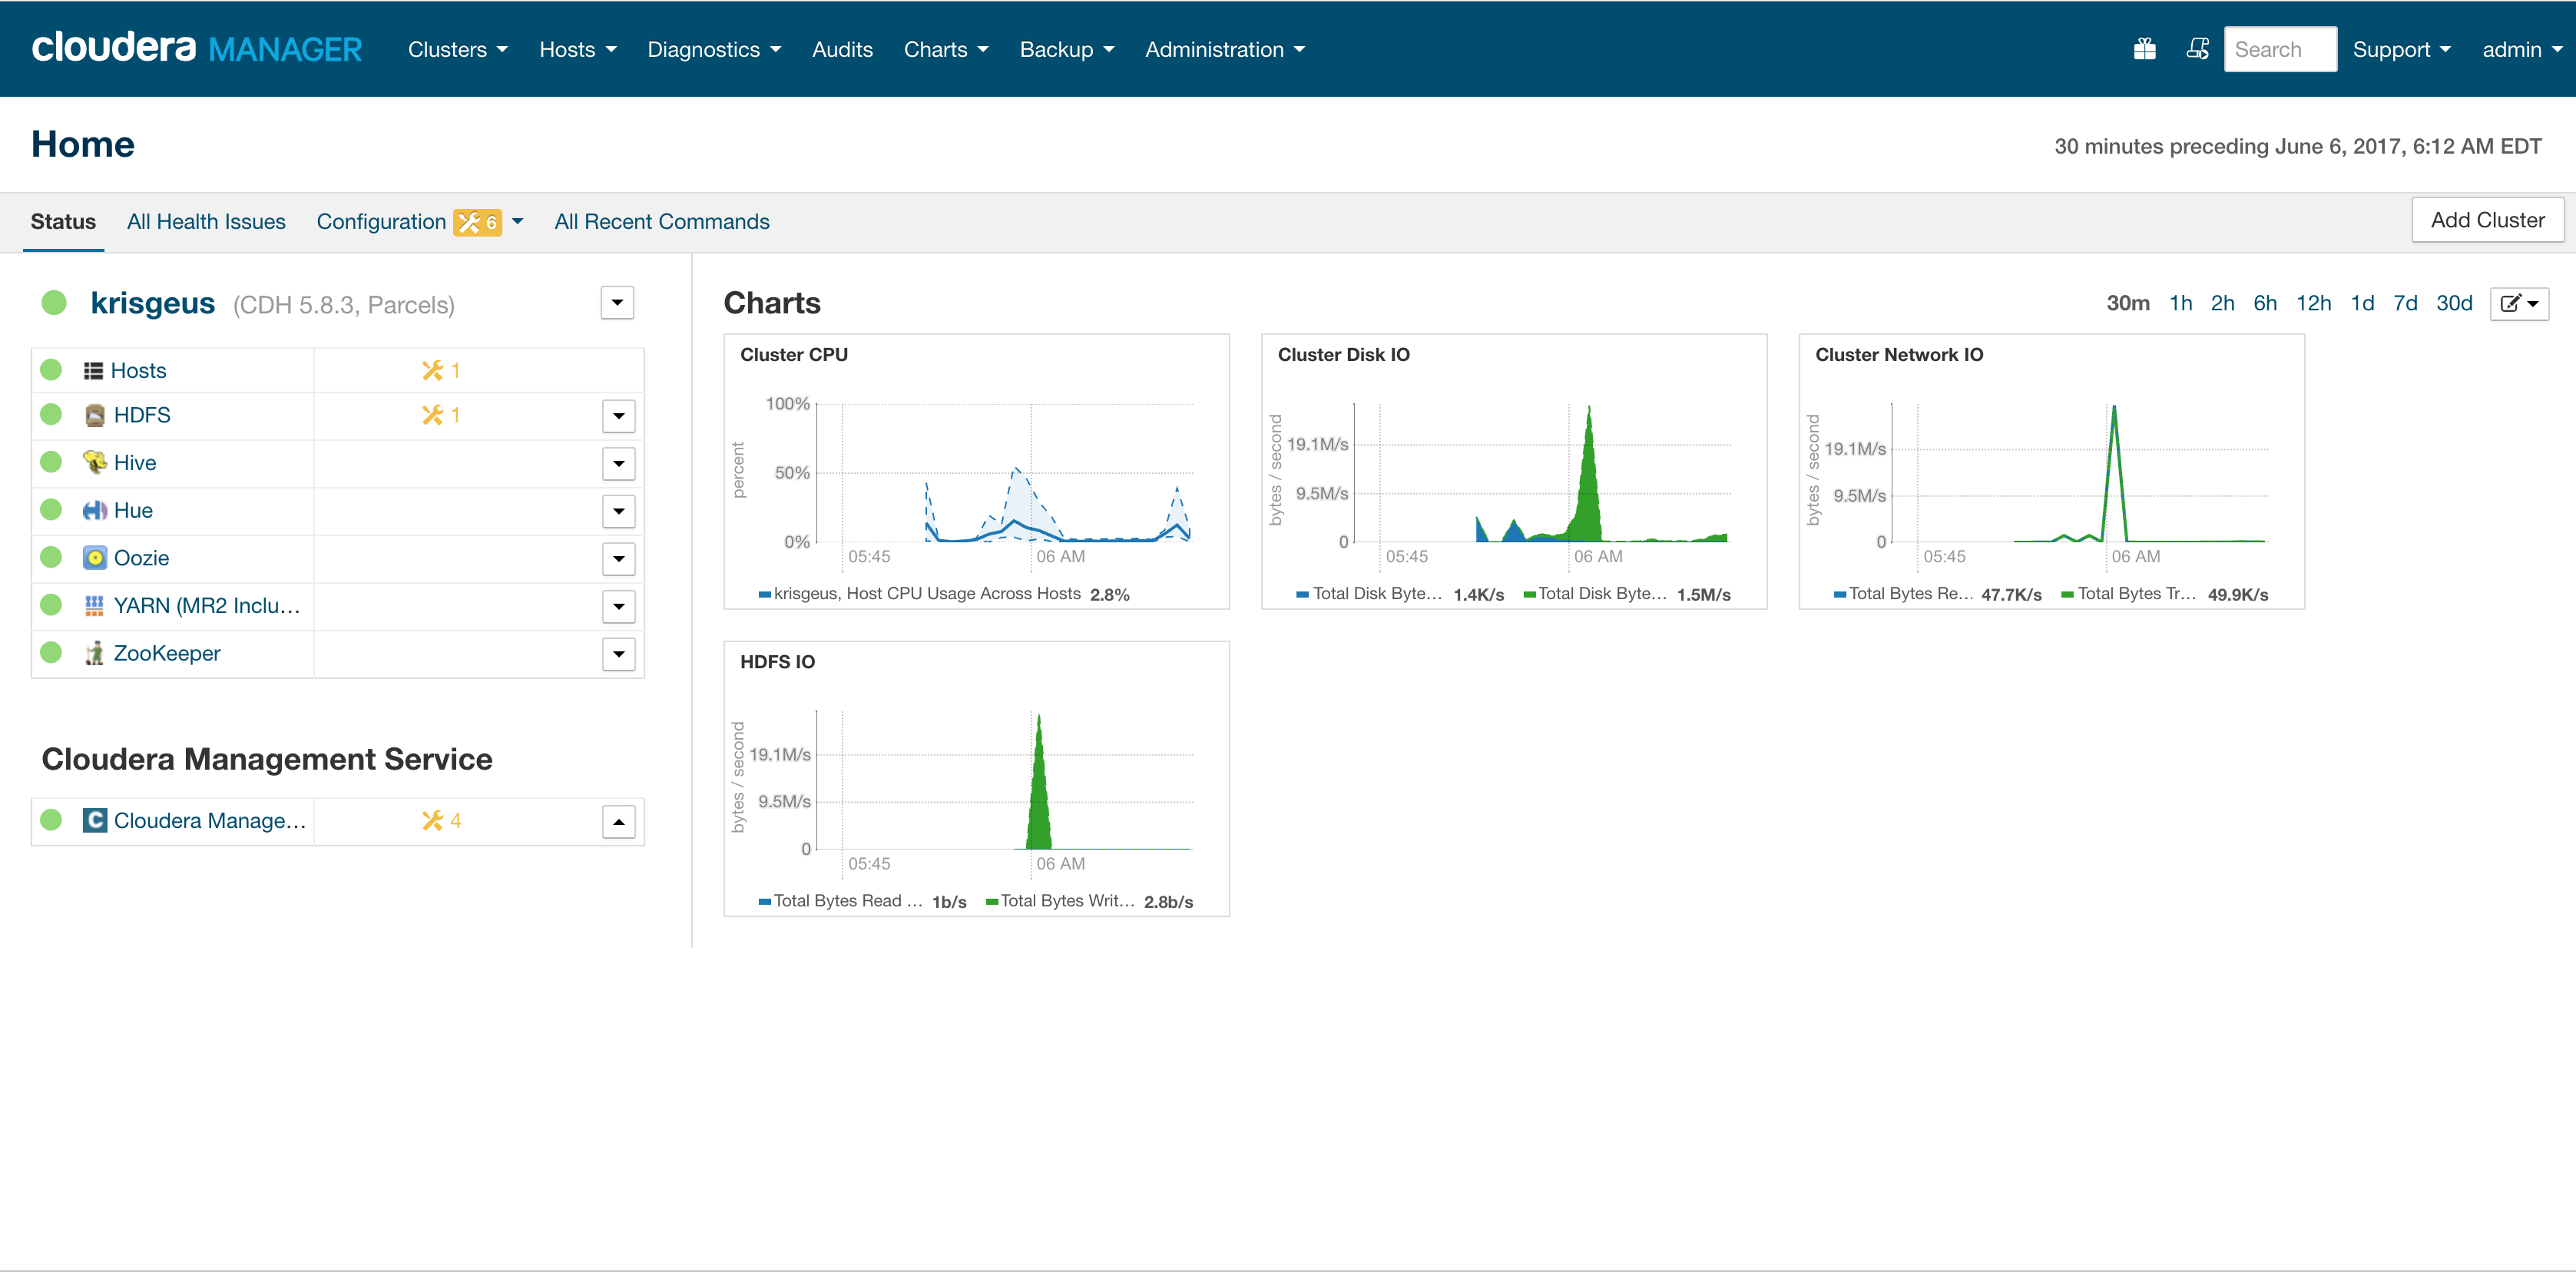 cloudera MANAGER Clusters Hosts Diagnostics Audits Charts Backup Administration Search Support admin
Home
30 minutes preceding June 6, 2017, 6:12 AM EDT
Status All Health Issues Configuration 6 All Recent Commands Add Cluster
krisgeus (CDH 5.8.3, Parcels)
Hosts 1
HDFS 1
Hive
Hue
Oozie
YARN (MR2 Inclu...
ZooKeeper
Cloudera Management Service
C Cloudera Manage... 4
Charts
30m 1h 2h 6h 12h 1d 7d 30d
Cluster CPU
percent
100%
50%
0%
05:45 06 AM
krisgeus, Host CPU Usage Across Hosts 2.8%
Cluster Disk IO
bytes / second
19.1M/s
9.5M/s
0
05:45 06 AM
Total Disk Byte... 1.4K/s Total Disk Byte... 1.5M/s
Cluster Network IO
bytes / second
19.1M/s
9.5M/s
0
05:45 06 AM
Total Bytes Re... 47.7K/s Total Bytes Tr... 49.9K/s
HDFS IO
bytes / second
19.1M/s
9.5M/s
0
05:45 06 AM
Total Bytes Read ... 1b/s Total Bytes Writ... 2.8b/s